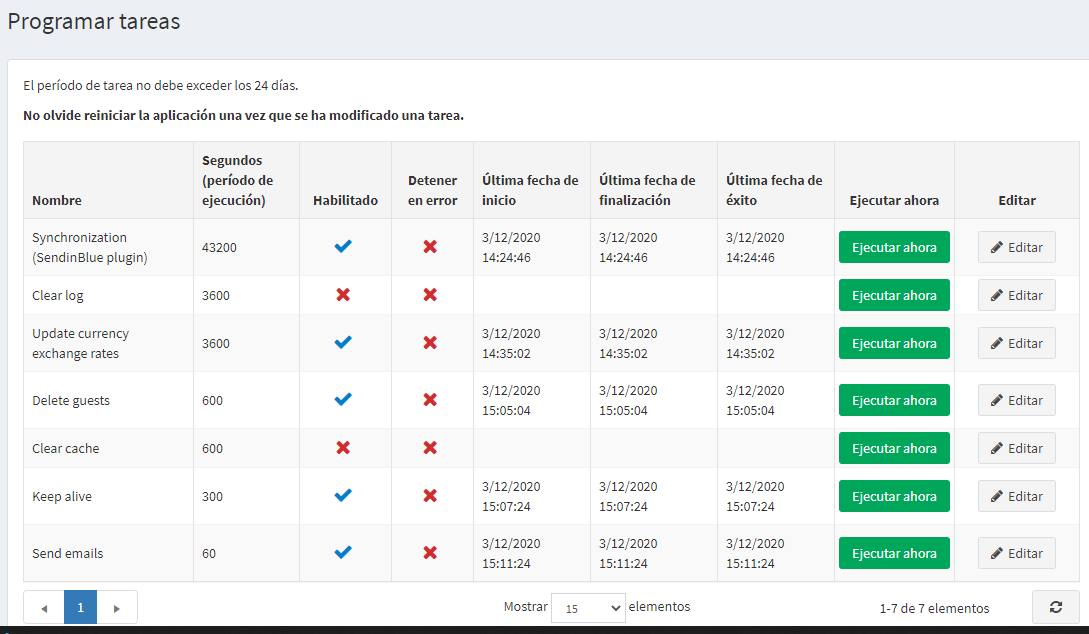 Programar tareas
El período de tarea no debe exceder los 24 días.
No olvide reiniciar la aplicación una vez que se ha modificado una tarea.
Nombre
Segundos
(período de
ejecución)
Habilitado
Detener
en error
Última fecha de
inicio
Última fecha de
finalización
Última fecha de
éxito
Ejecutar ahora
Editar
Synchronization
(SendinBlue plugin)
43200
3/12/2020
14:24:46
3/12/2020
14:24:46
3/12/2020
14:24:46
Ejecutar ahora
Editar
Clear log
3600
Ejecutar ahora
Editar
Update currency
exchange rates
3600
3/12/2020
14:35:02
3/12/2020
14:35:02
3/12/2020
14:35:02
Ejecutar ahora
Editar
Delete guests
600
3/12/2020
15:05:04
3/12/2020
15:05:04
3/12/2020
15:05:04
Ejecutar ahora
Editar
Clear cache
600
Ejecutar ahora
Editar
Keep alive
300
3/12/2020
15:07:24
3/12/2020
15:07:24
3/12/2020
15:07:24
Ejecutar ahora
Editar
Send emails
60
3/12/2020
15:11:24
3/12/2020
15:11:24
3/12/2020
15:11:24
Ejecutar ahora
Editar
1
Mostrar 15 elementos
1-7 de 7 elementos